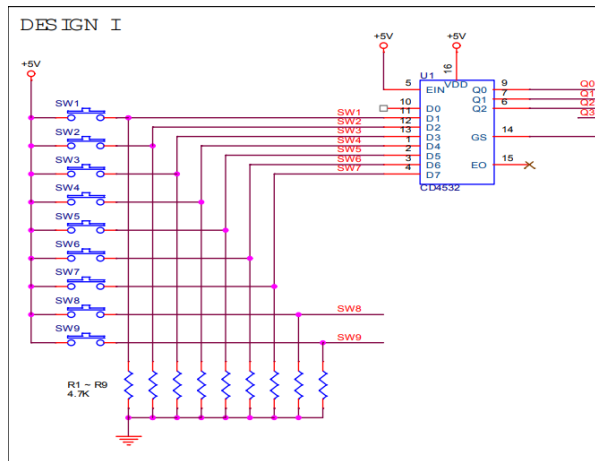 DESIGN I
+5V
+5V
+5V
U1
16
VDD
5
EIN
Q0
9
Q0
10
D0
Q1
7
Q1
SW1
11
D1
Q2
6
Q2
SW2
12
D2
Q3
SW3
13
D3
GS
14
SW4
1
D4
SW5
2
D5
SW6
3
D6
EO
15
SW7
4
D7
CD4532
SW1
SW2
SW3
SW4
SW5
SW6
SW7
SW8
SW8
SW9
SW9
R1 ~ R9
4.7K